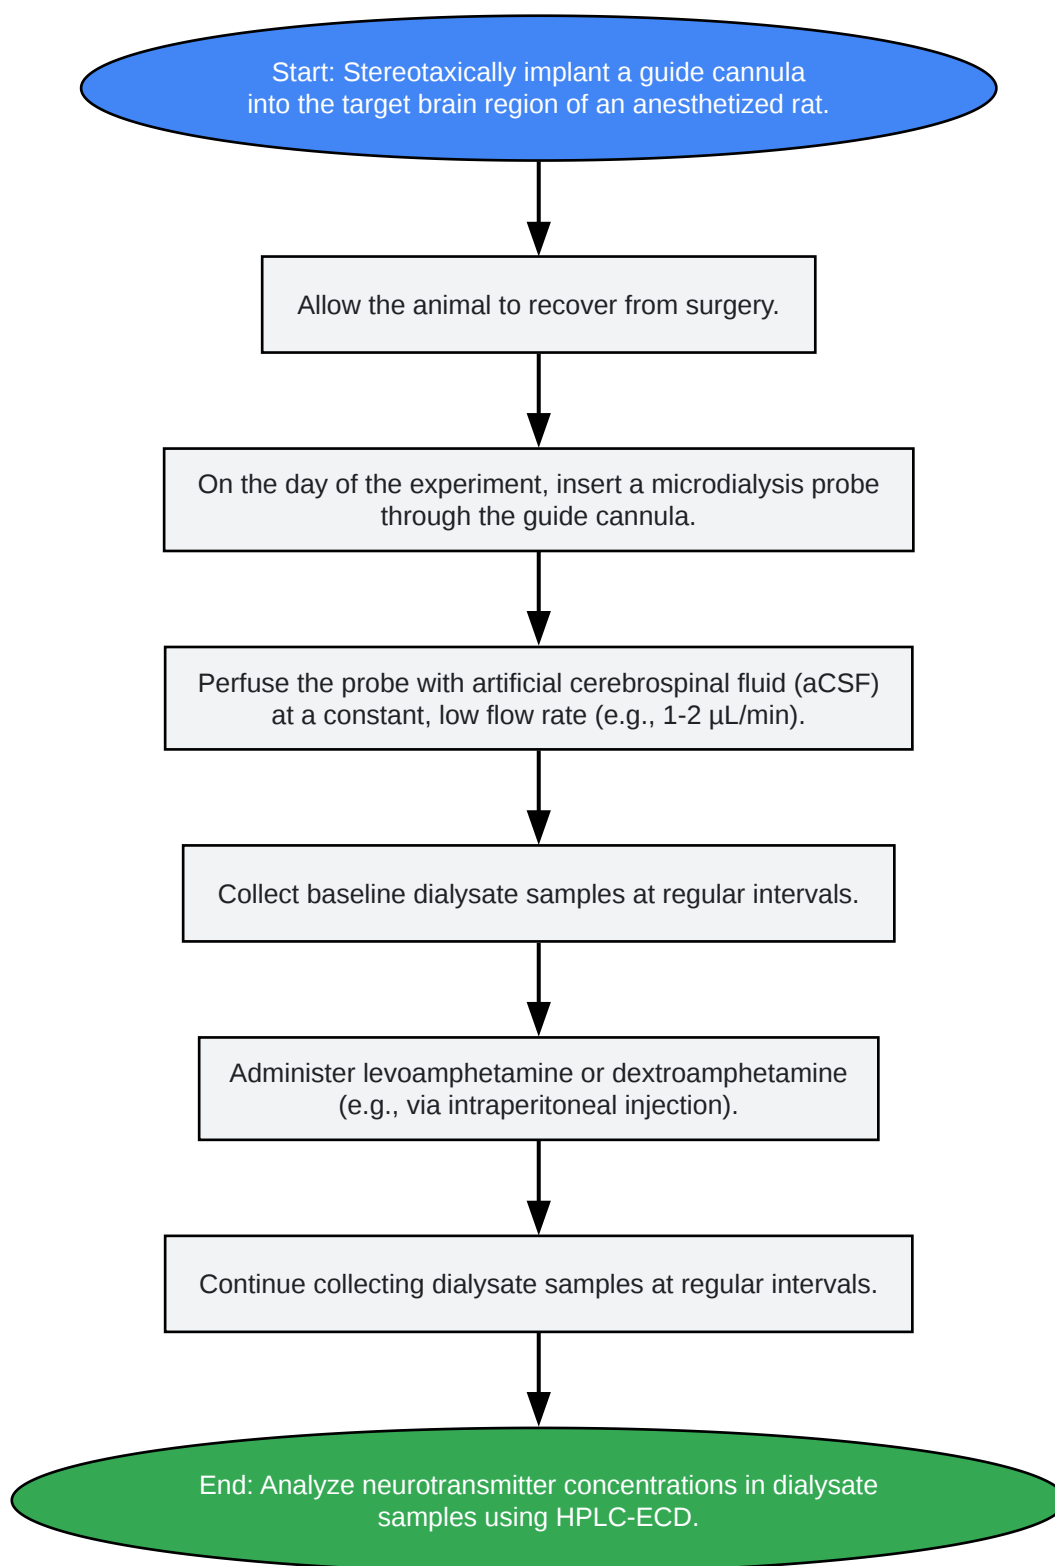 Start: Stereotaxically implant a guide cannula
into the target brain region of an anesthetized rat.
Allow the animal to recover from surgery.
On the day of the experiment, insert a microdialysis probe
through the guide cannula.
Perfuse the probe with artificial cerebrospinal fluid (aCSF)
at a constant, low flow rate (e.g., 1-2 µL/min).
Collect baseline dialysate samples at regular intervals.
Administer levoamphetamine or dextroamphetamine
(e.g., via intraperitoneal injection).
Continue collecting dialysate samples at regular intervals.
End: Analyze neurotransmitter concentrations in dialysate
samples using HPLC-ECD.